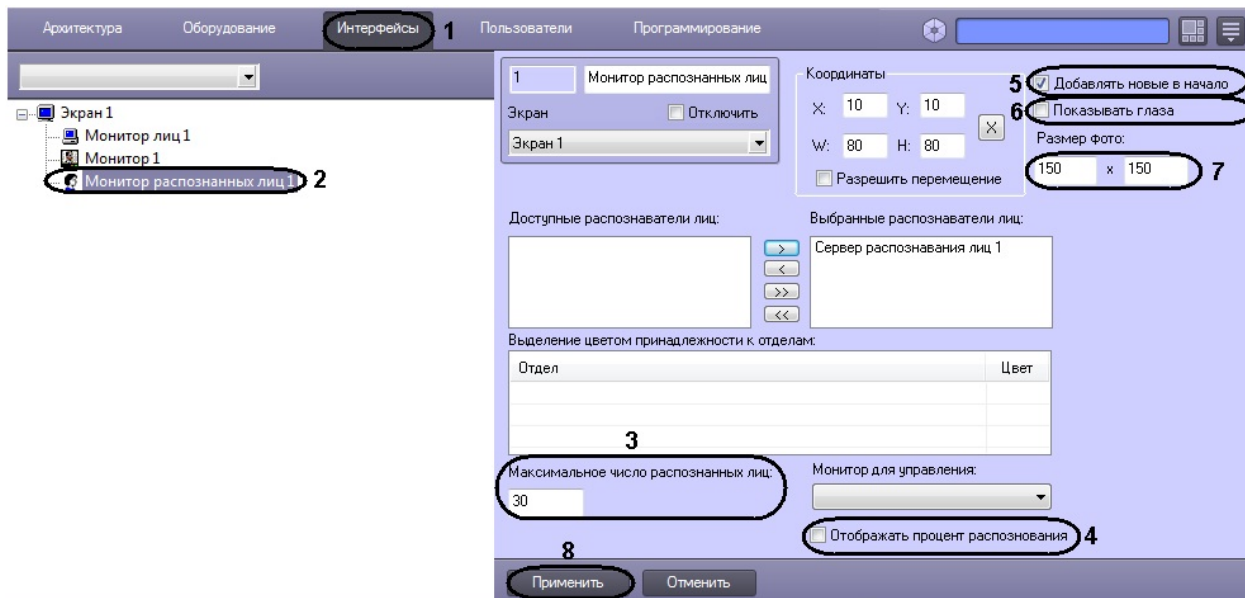 Архитектура Оборудование Интерфейсы 1 Пользователи Программирование
Экран 1
Монитор лиц 1
Монитор 1
Монитор распознанных лиц 1 2
1 Монитор распознанных лиц
Экран Отключить
Экран 1
Координаты
X: 10 Y: 10
W: 80 H: 80
X
Разрешить перемещение
5 Добавлять новые в начало
6 Показывать глаза
Размер фото:
150 x 150 7
Доступные распознаватели лиц:
Выбранные распознаватели лиц:
Сервер распознавания лиц 1
>
<
>>
<<
Выделение цветом принадлежности к отделам:
Отдел Цвет
3
Максимальное число распознанных лиц:
30
Монитор для управления:
Отображать процент распознования 4
8
Применить Отменить